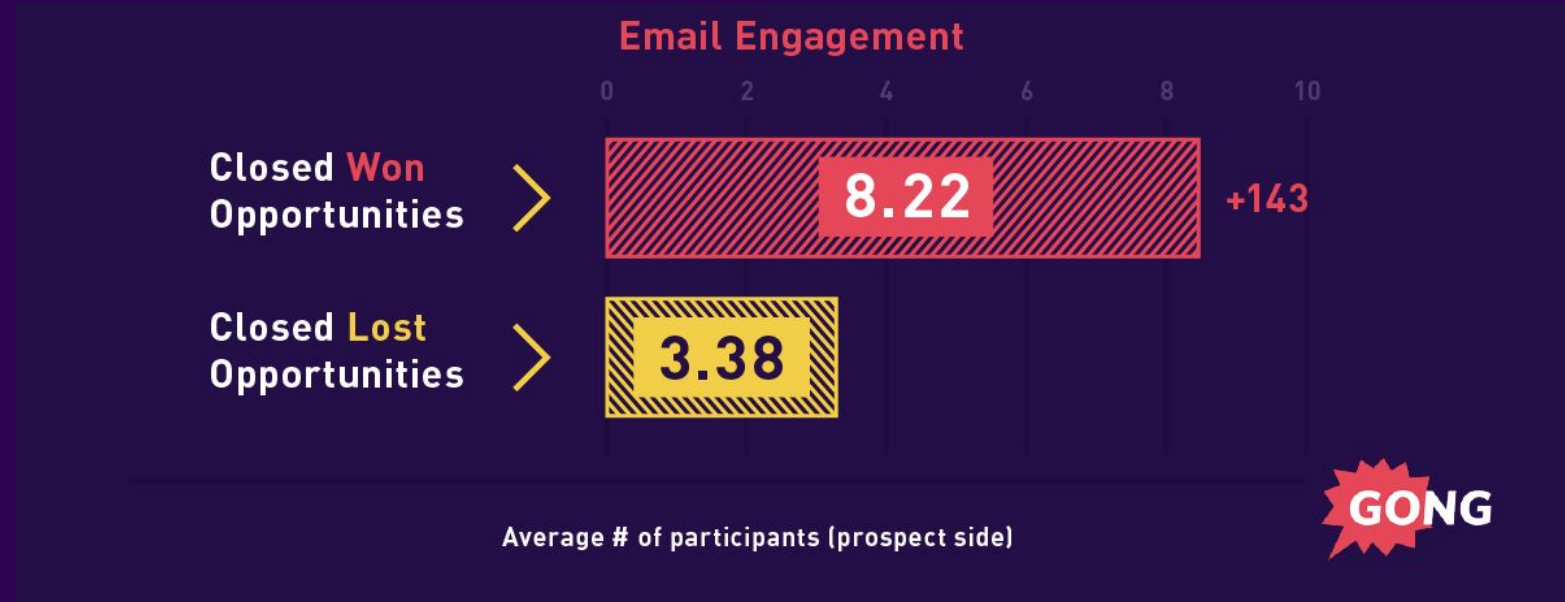 Email Engagement
0 2 4 6 8 10
Closed Won
Opportunities
8.22
+143
Closed Lost
Opportunities
3.38
Average # of participants (prospect side)
GONG